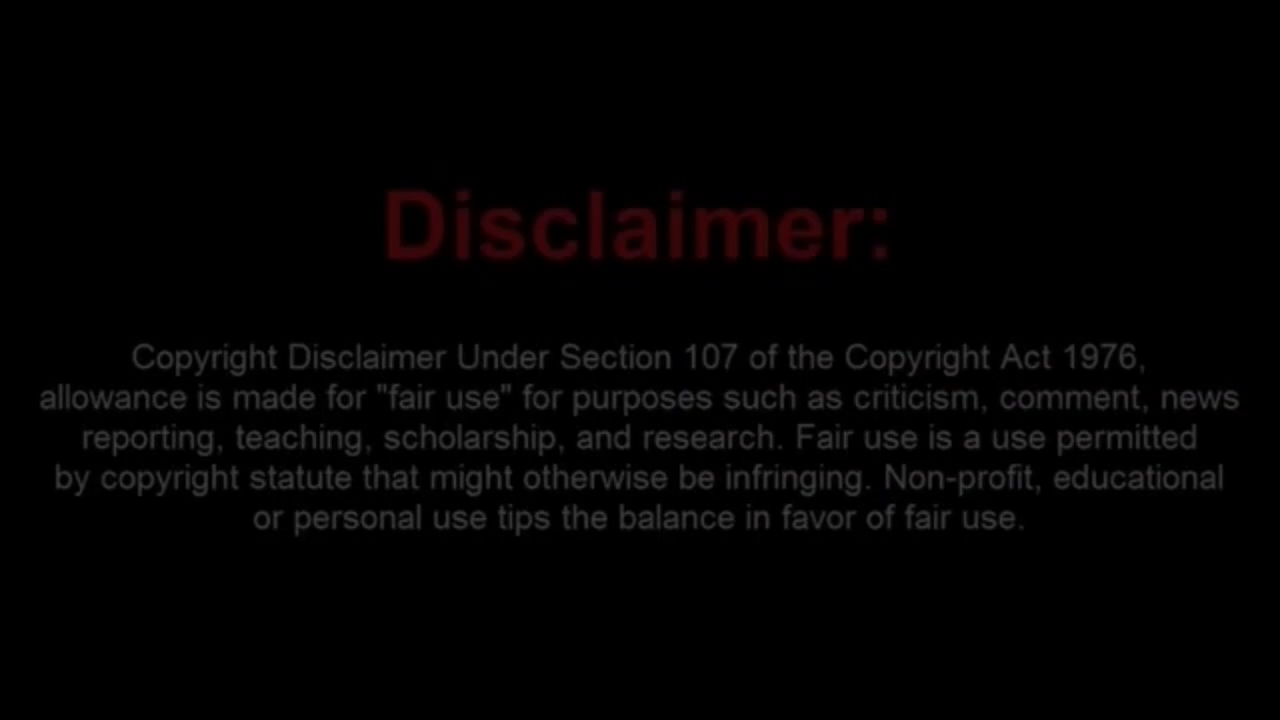 Disclaimer:
Copyright Disclaimer Under Section 107 of the Copyright Act 1976,
allowance is made for "fair use" for purposes such as criticism, comment, news
reporting, teaching, scholarship, and research. Fair use is a use permitted
by copyright statute that might otherwise be infringing. Non-profit, educational
or personal use tips the balance in favor of fair use.